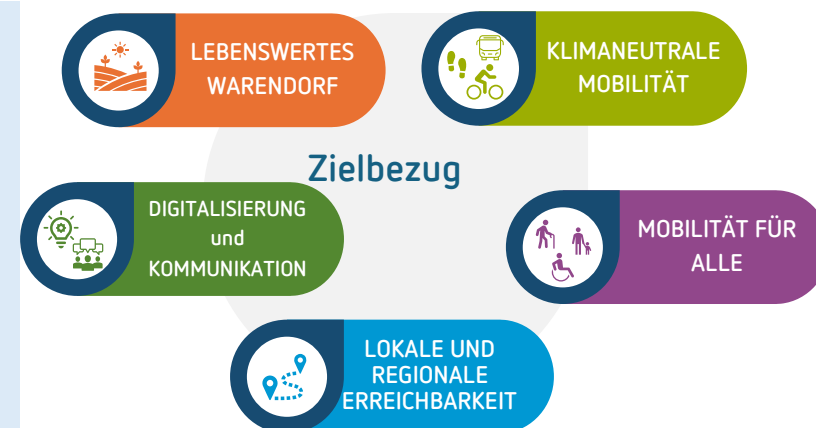 LEBENSWERTES
WARENDORF
KLIMANEUTRALE
MOBILITÄT
Zielbezug
DIGITALISIERUNG
und
KOMMUNIKATION
MOBILITÄT FÜR
ALLE
LOKALE UND
REGIONALE
ERREICHBARKEIT